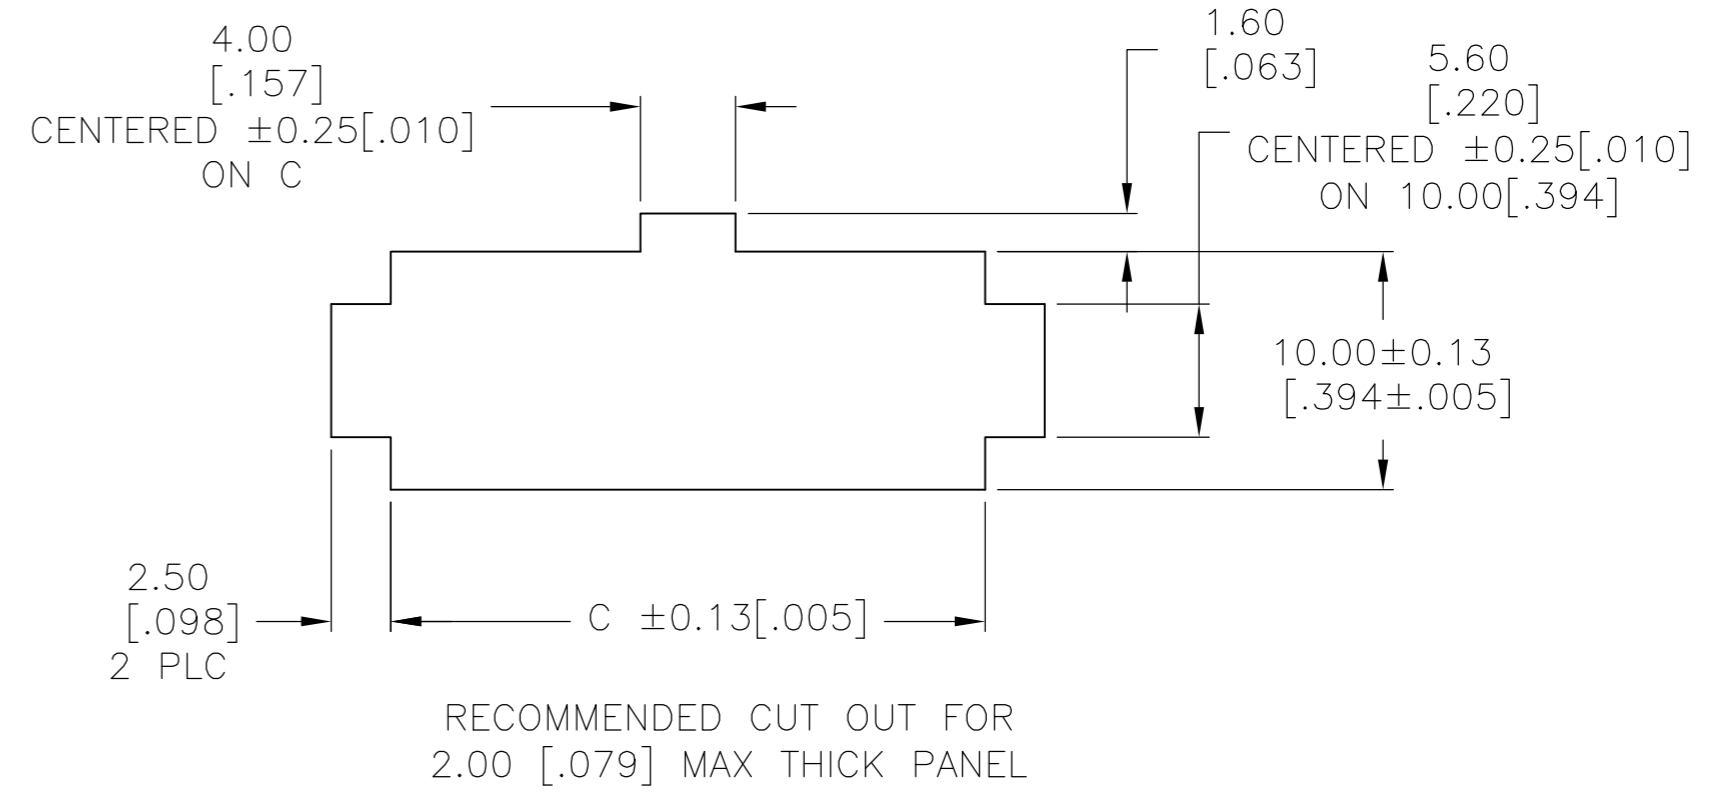 4.00
[.157]
CENTERED ±0.25[.010]
ON C
1.60
[.063]
5.60
[.220]
CENTERED ±0.25[.010]
ON 10.00[.394]
10.00±0.13
[.394±.005]
2.50
[.098]
2 PLC
C ±0.13[.005]
RECOMMENDED CUT OUT FOR
2.00 [.079] MAX THICK PANEL